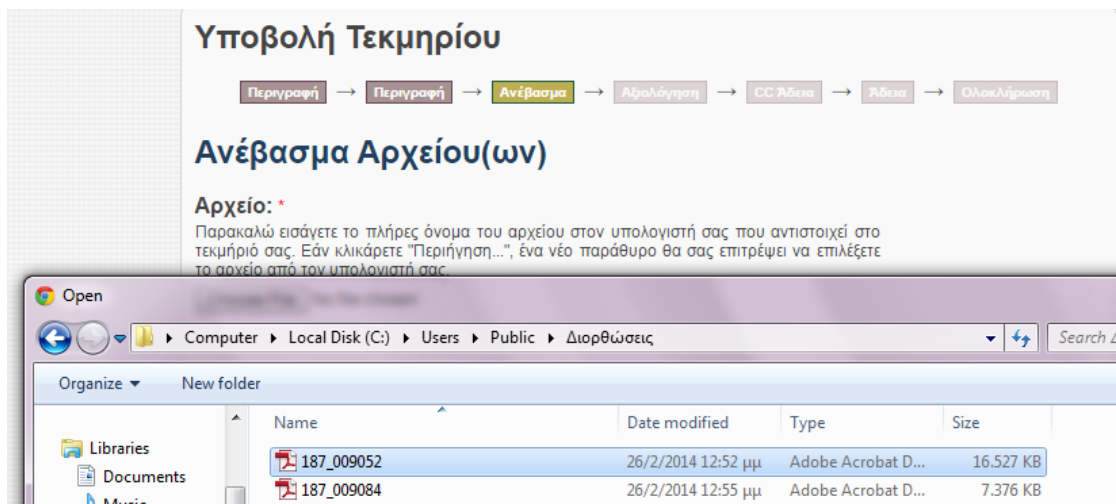 Υποβολή Τεκμηρίου
Περιγραφή → Περιγραφή → Ανέβασμα → Αξιολόγηση → CC Άδεια → Άδεια → Ολοκλήρωση
Ανέβασμα Αρχείου(ων)
Αρχείο: *
Παρακαλώ εισάγετε το πλήρες όνομα του αρχείου στον υπολογιστή σας που αντιστοιχεί στο
τεκμήριό σας. Εάν κλικάρετε "Περιήγηση...", ένα νέο παράθυρο θα σας επιτρέψει να επιλέξετε
το αρχείο από τον υπολογιστή σας.
Open
Computer Local Disk (C:) Users Public Διορθώσεις Search
Organize New folder
Name Date modified Type Size
Libraries
187_009052 26/2/2014 12:52 μμ Adobe Acrobat D... 16.527 KB
Documents
187_009084 26/2/2014 12:55 μμ Adobe Acrobat D... 7.376 KB
Music